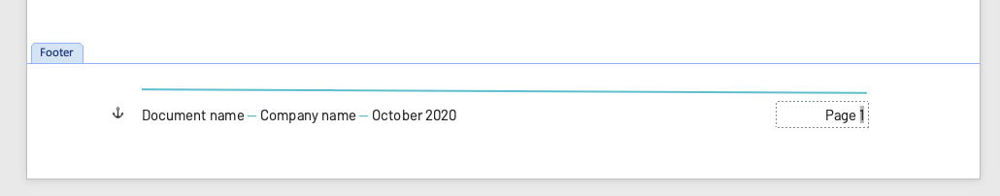 Footer
Document name — Company name — October 2020
Page 1